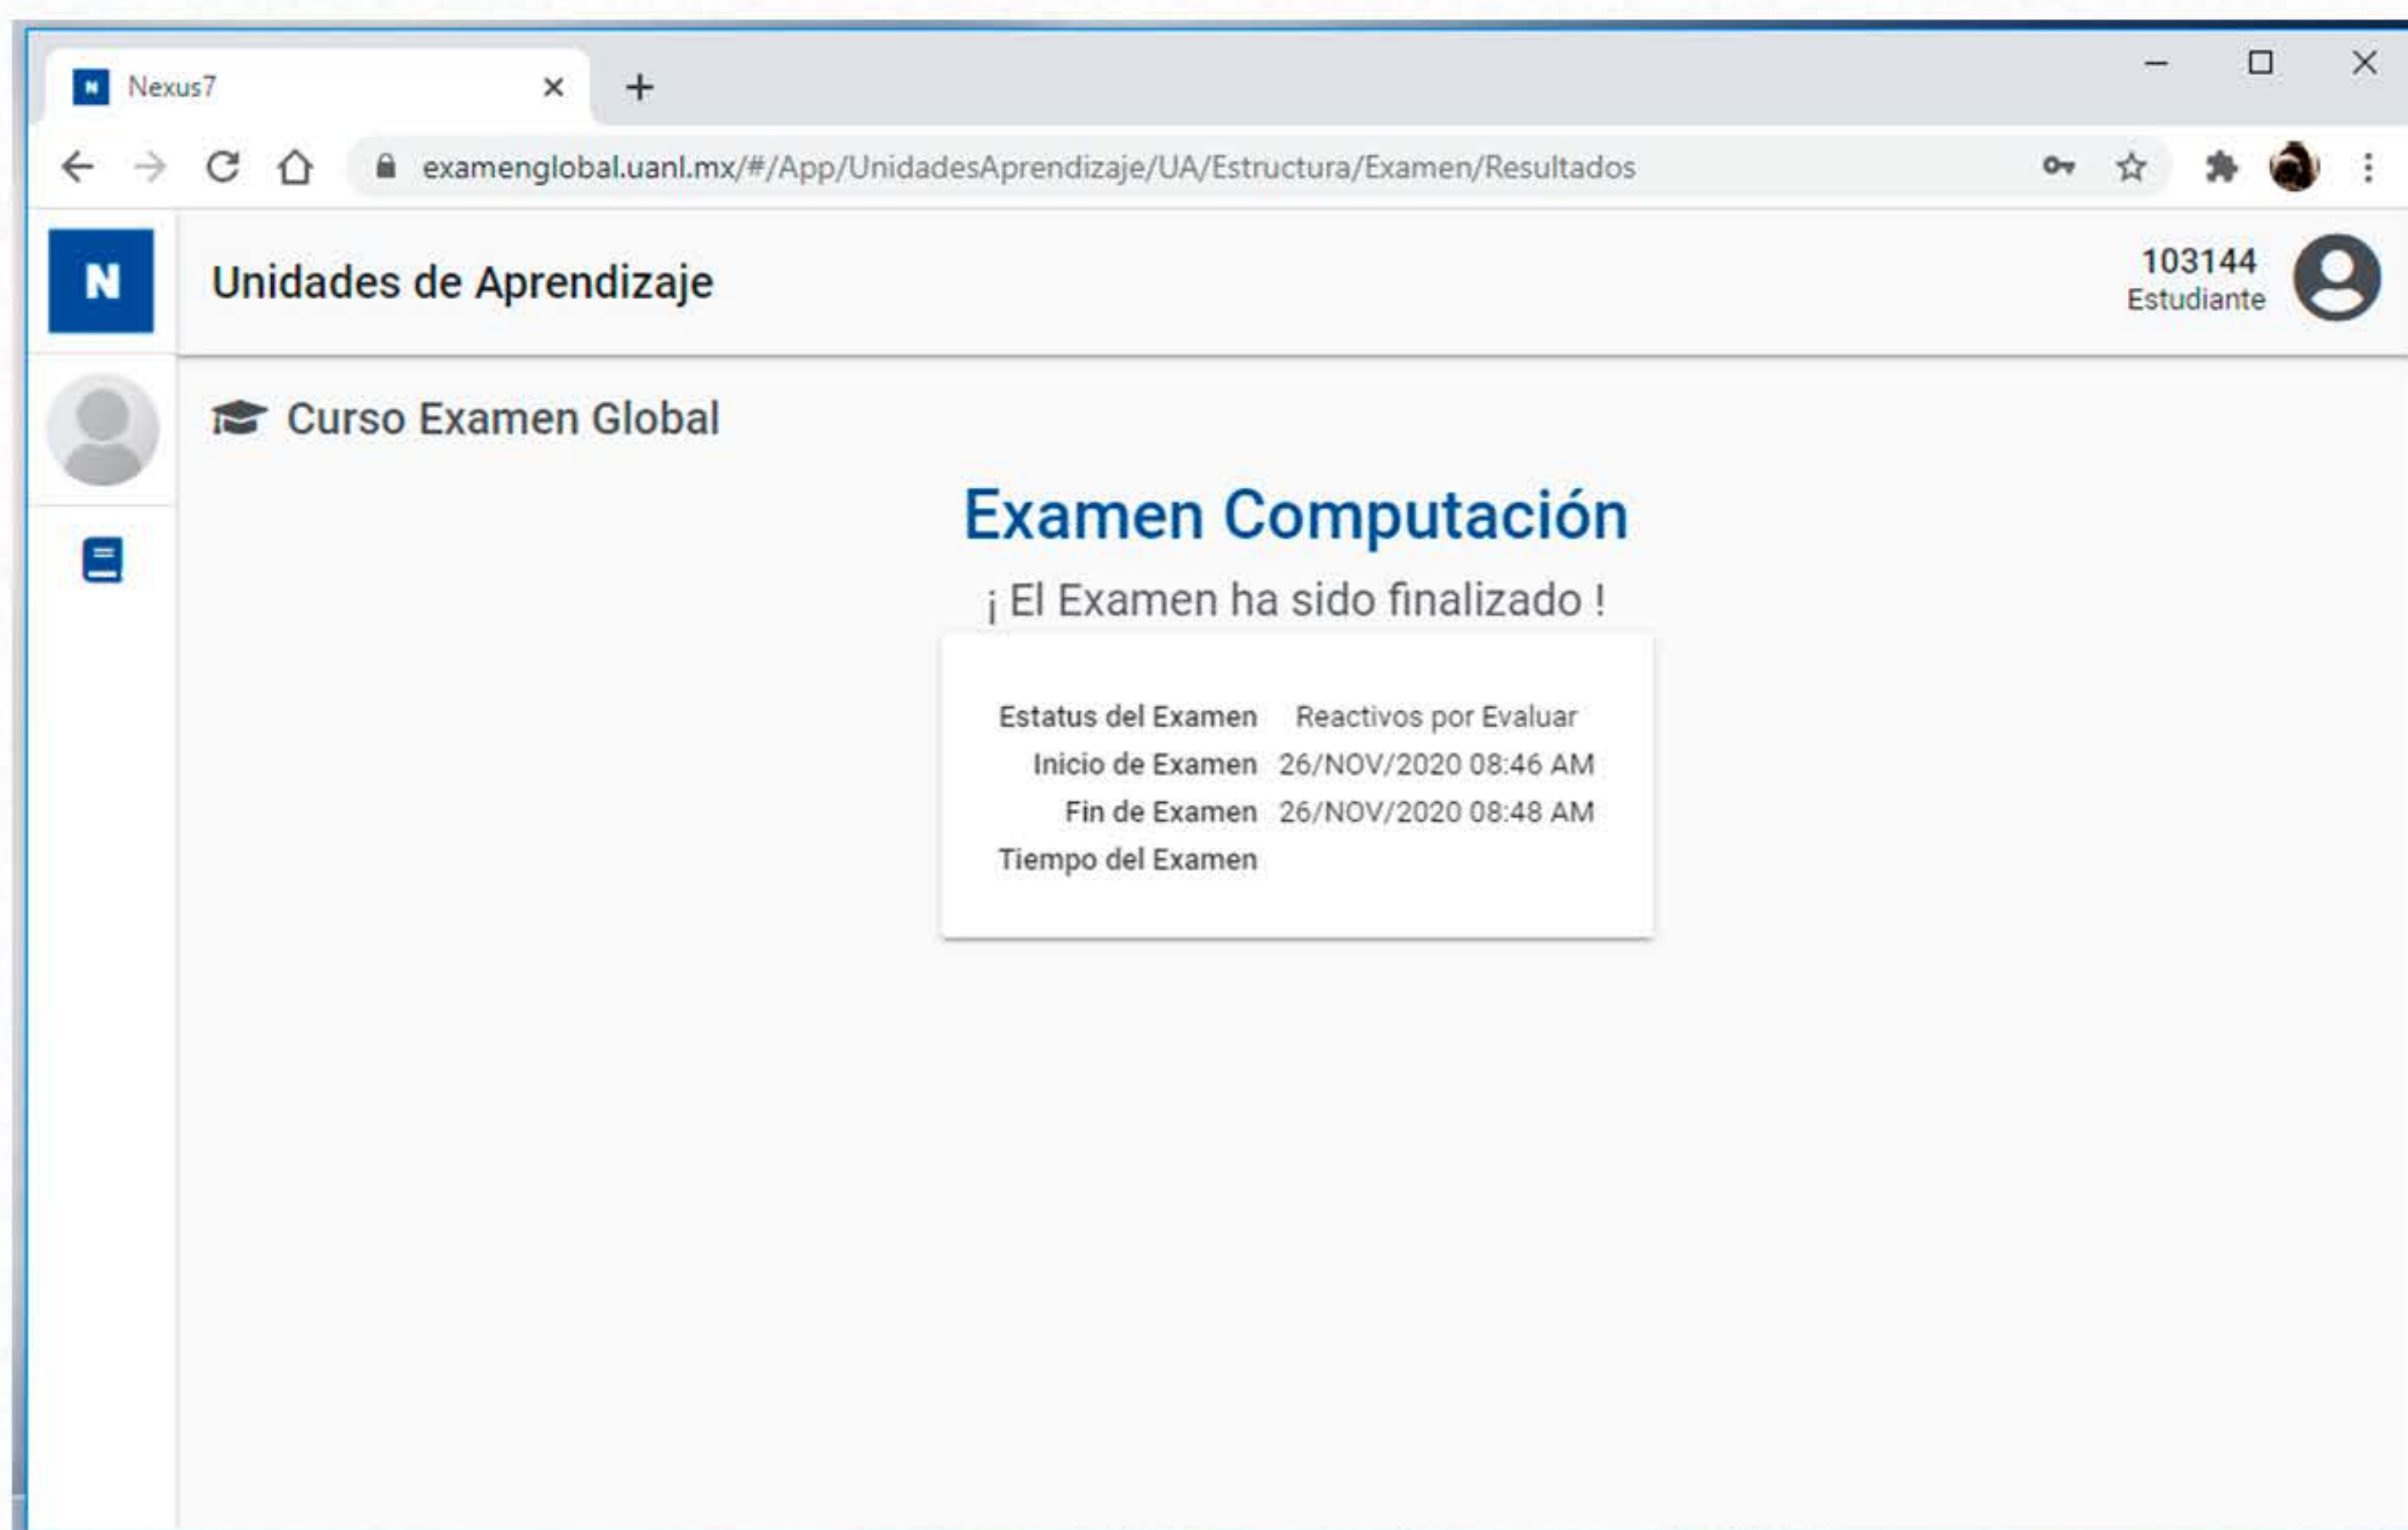 Nexus7
examenglobal.uanl.mx/#/App/UnidadesAprendizaje/UA/Estructura/Examen/Resultados
N
Unidades de Aprendizaje
103144
Estudiante
Curso Examen Global
Examen Computación
¡ El Examen ha sido finalizado !
Estatus del Examen Reactivos por Evaluar
Inicio de Examen 26/NOV/2020 08:46 AM
Fin de Examen 26/NOV/2020 08:48 AM
Tiempo del Examen